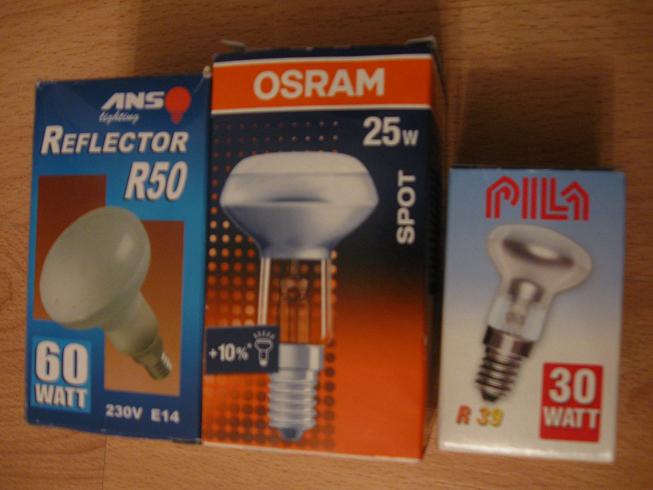 ANS
lighting
REFLECTOR
R50
60
WATT
230V E14
OSRAM
25W
SPOT
+10%*
PILA
R 39
30
WATT